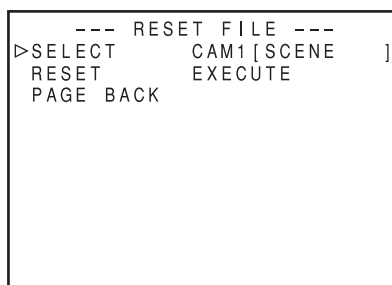 --- RESET FILE ---
▷SELECT CAM1[SCENE ]
RESET EXECUTE
PAGE BACK